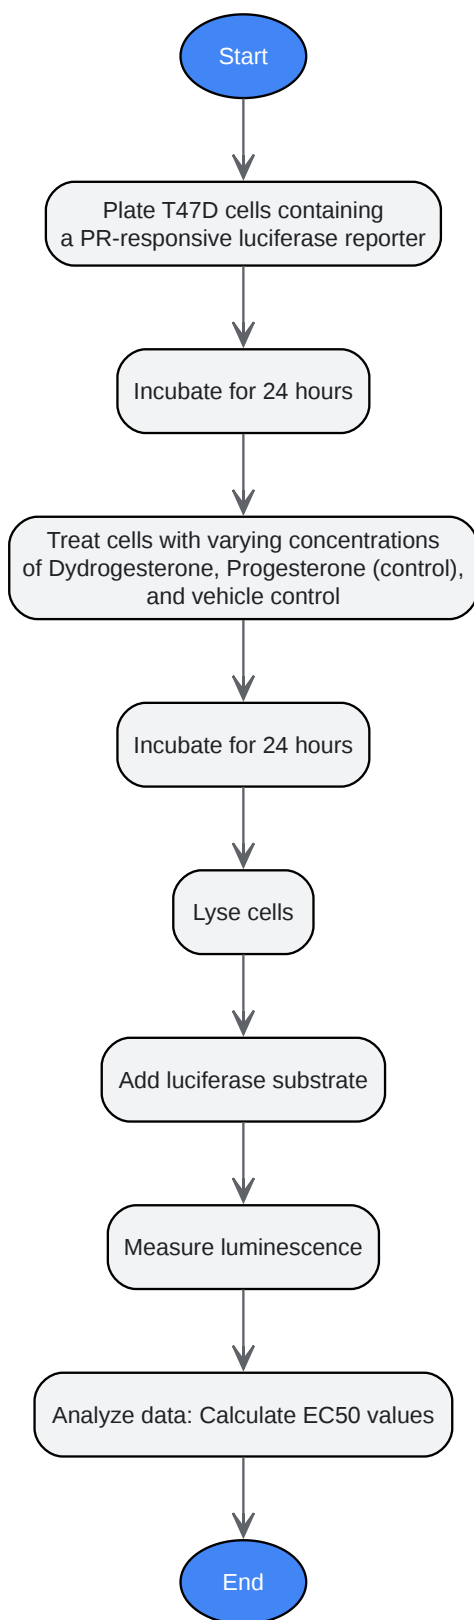 Start
Plate T47D cells containing
a PR-responsive luciferase reporter
Incubate for 24 hours
Treat cells with varying concentrations
of Dydrogesterone, Progesterone (control),
and vehicle control
Incubate for 24 hours
Lyse cells
Add luciferase substrate
Measure luminescence
Analyze data: Calculate EC50 values
End